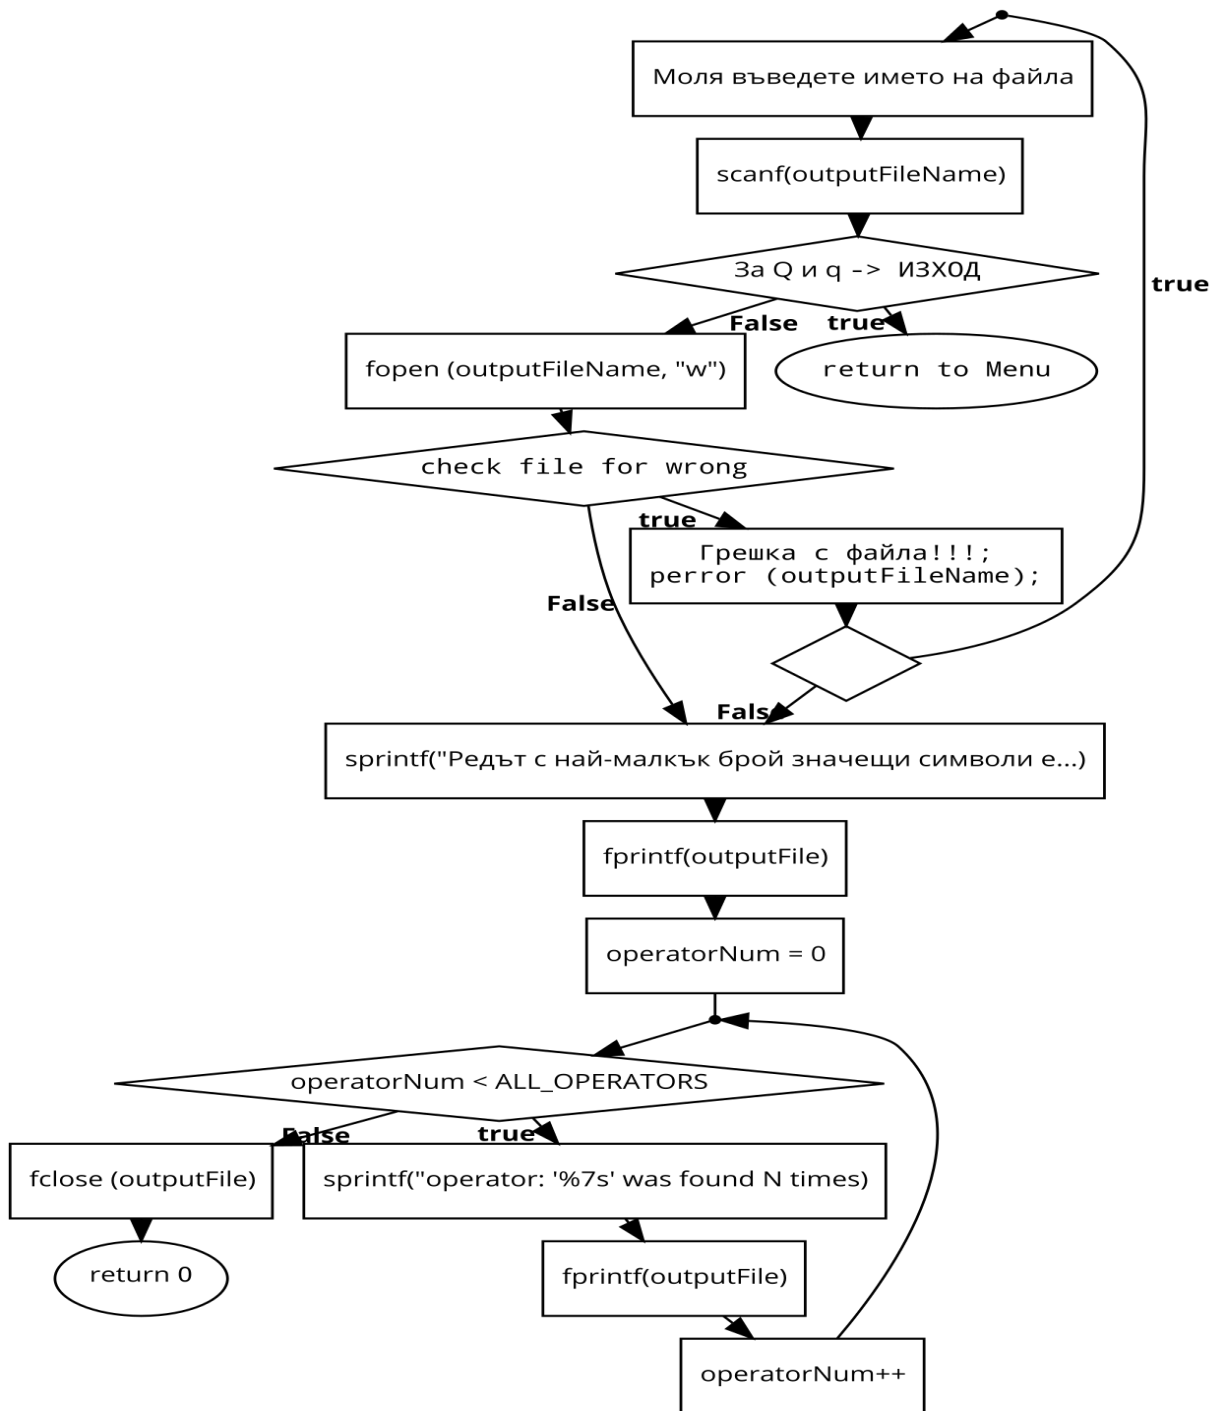 Моля въведете името на файла
scanf(outputFileName)
За Q и q -> ИЗХОД
true
False
true
fopen (outputFileName, "w")
return to Menu
check file for wrong
true
Грешка с файла!!!;
perror (outputFileName);
False
False
sprintf("Редът с най-малкък брой значещи символи е...)
fprintf(outputFile)
operatorNum = 0
operatorNum < ALL_OPERATORS
False
true
fclose (outputFile)
sprintf("operator: '%7s' was found N times)
return 0
fprintf(outputFile)
operatorNum++